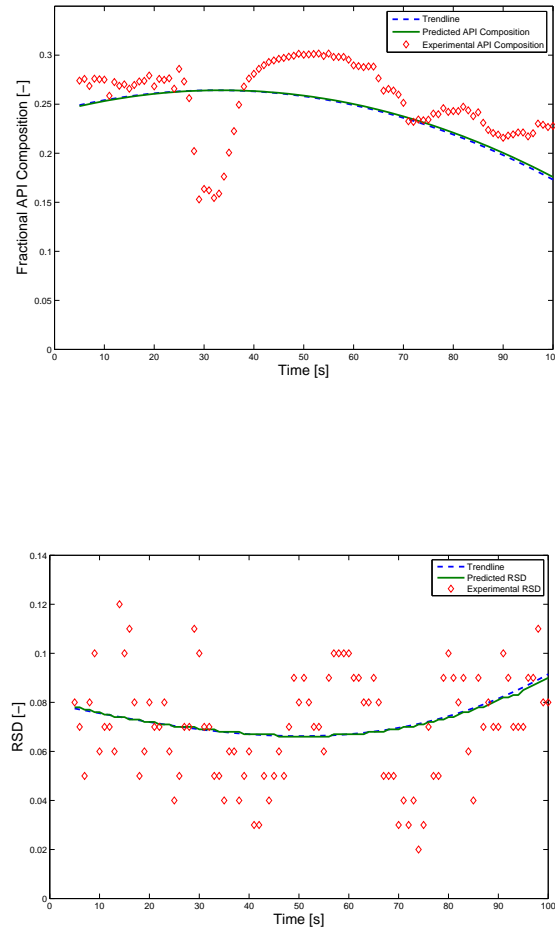 Trendline
Predicted API Composition
Experimental API Composition
0.3
0.25
0.2
0.15
0.1
0.05
0
Fractional API Composition [–]
0 10 20 30 40 50 60 70 80 90 100
Time [s]
Trendline
Predicted RSD
Experimental RSD
0.14
0.12
0.1
0.08
0.06
0.04
0.02
0
RSD [–]
0 10 20 30 40 50 60 70 80 90 100
Time [s]